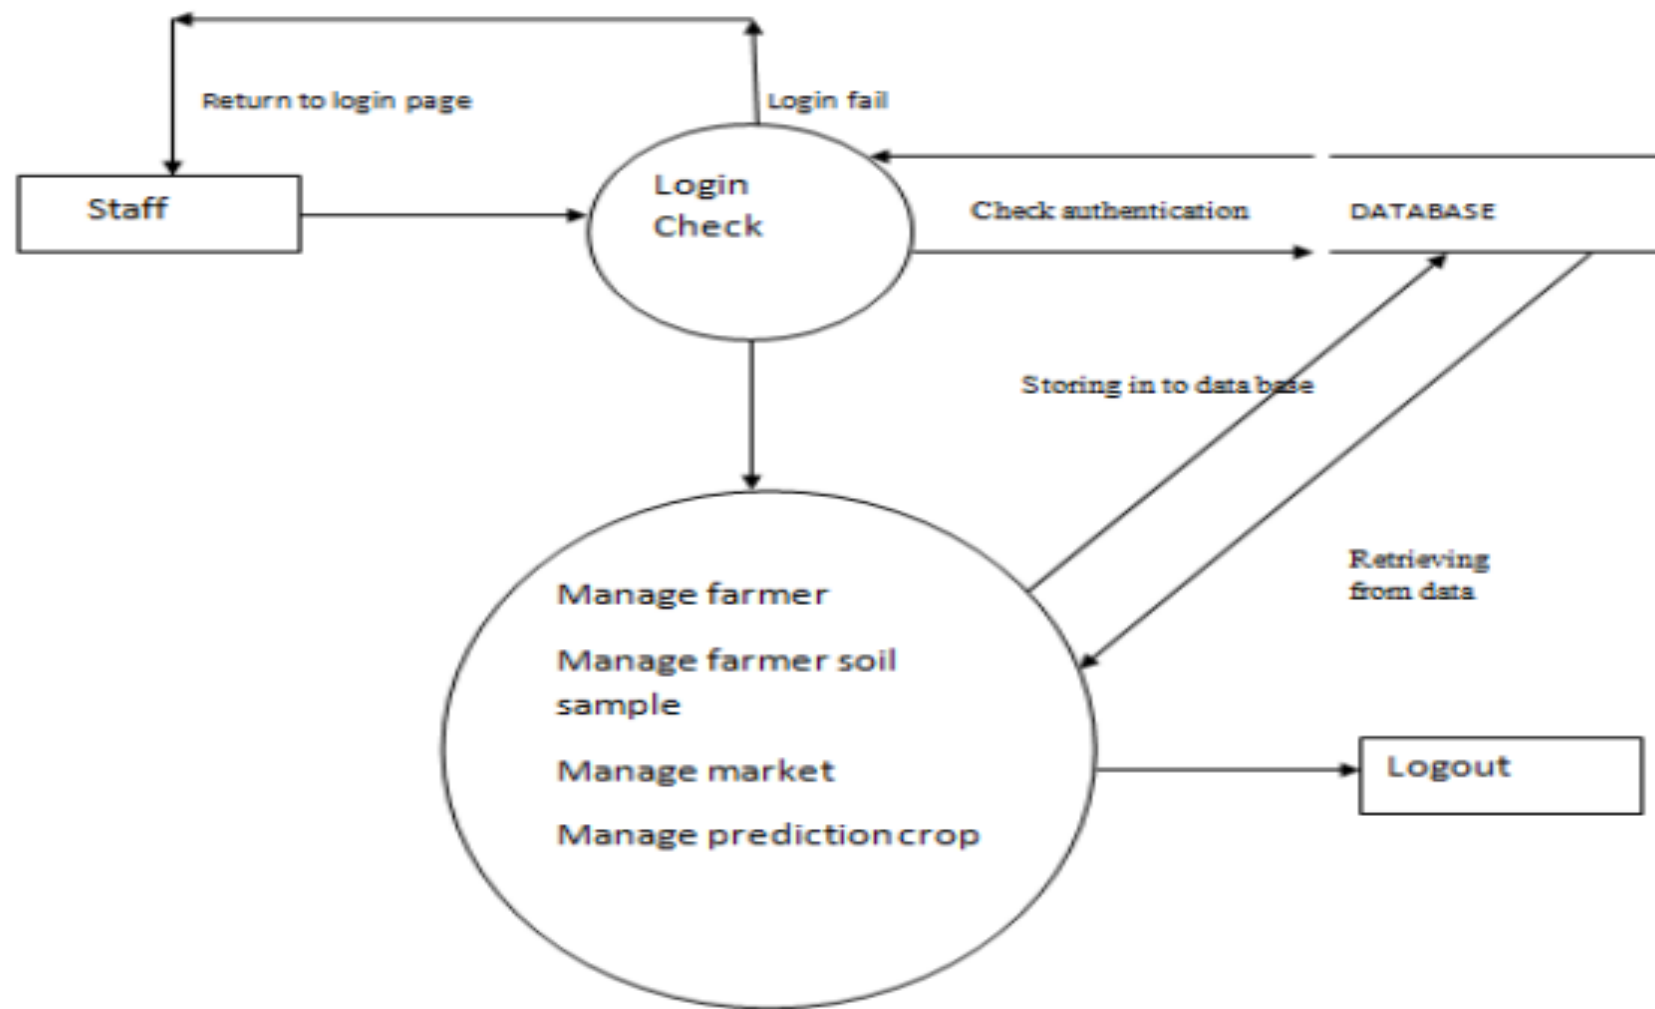 Return to login page
Login fail
Staff
Login
Check
Check authentication
DATABASE
Storing in to data base
Retrieving
from data
Manage farmer
Manage farmer soil
sample
Manage market
Manage prediction crop
Logout